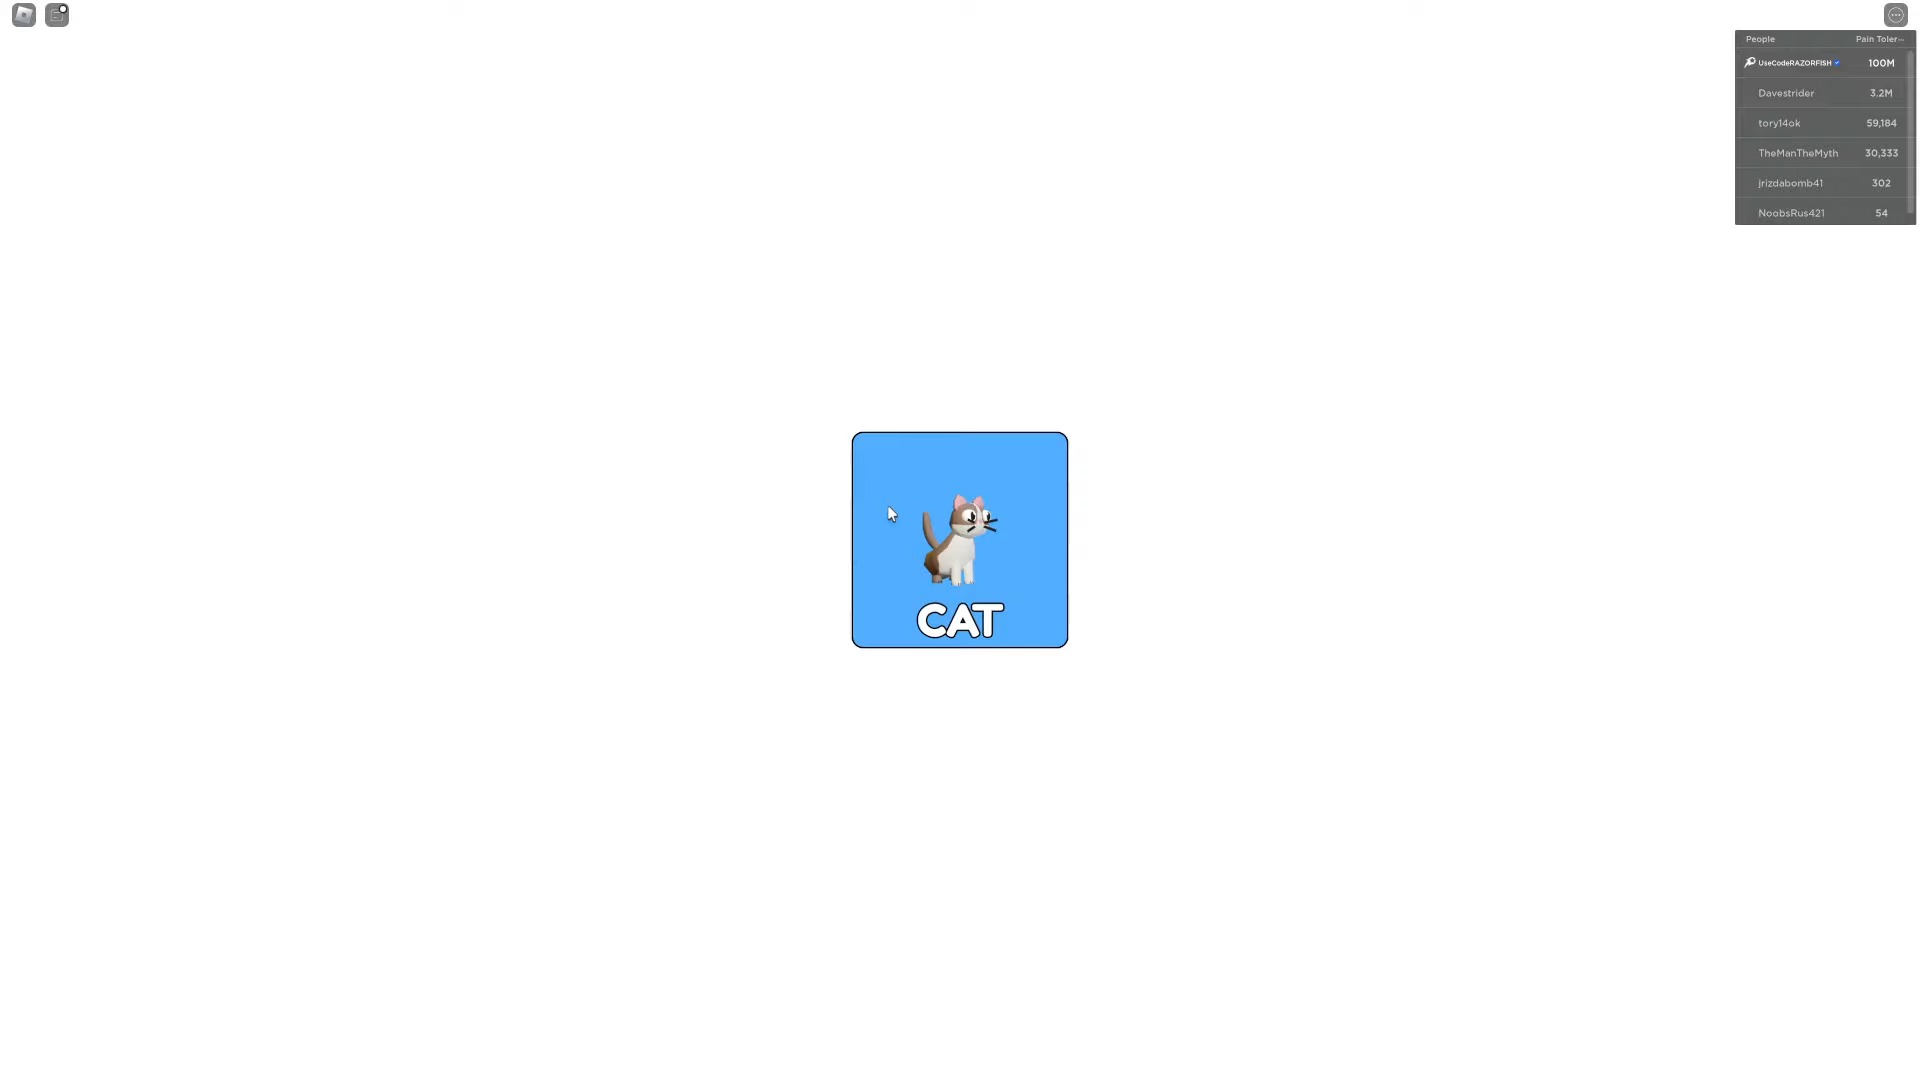 People Pain Toler...
UseCodeRAZORFISH 100M
Davestrider 3.2M
tory14ok 59,184
TheManTheMyth 30,333
jrizdabomb41 302
NoobsRus421 54
CAT